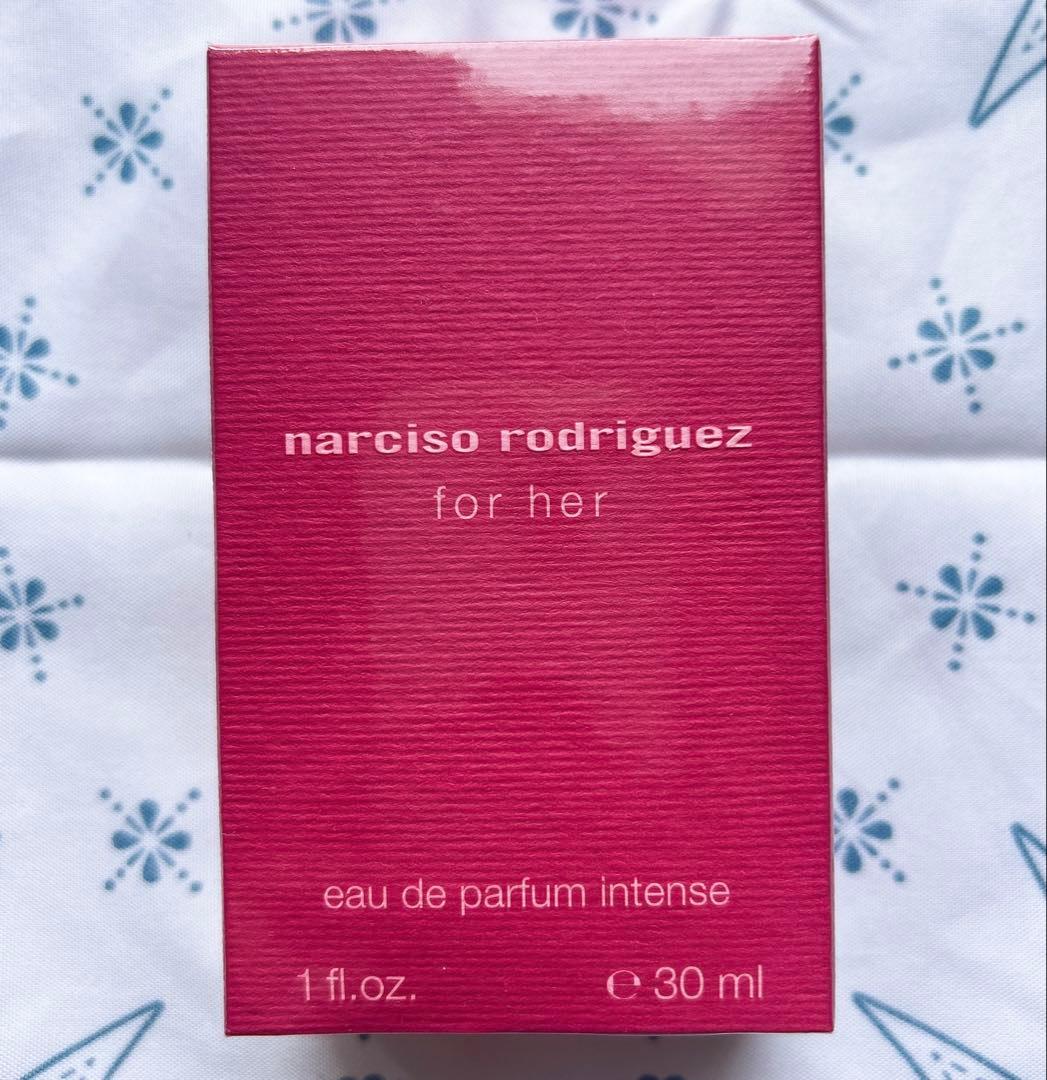 narciso rodriguez
for her
eau de parfum intense
1 fl.oz. ℮ 30 ml